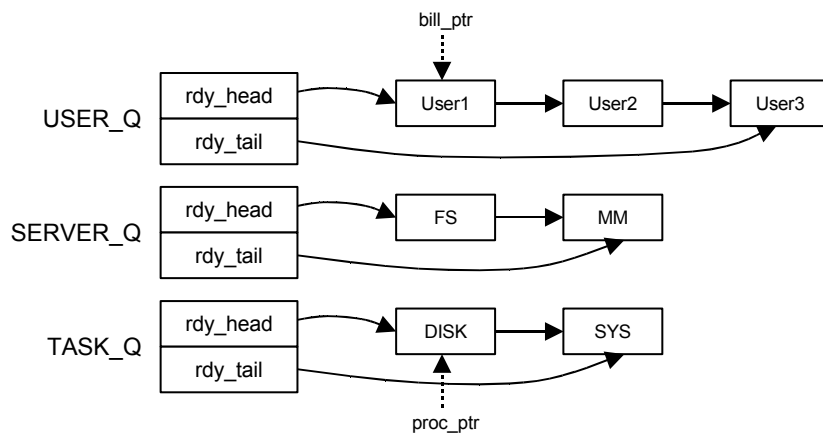 bill_ptr
USER_Q
rdy_head
rdy_tail
User1
User2
User3
SERVER_Q
rdy_head
rdy_tail
FS
MM
TASK_Q
rdy_head
rdy_tail
DISK
SYS
proc_ptr